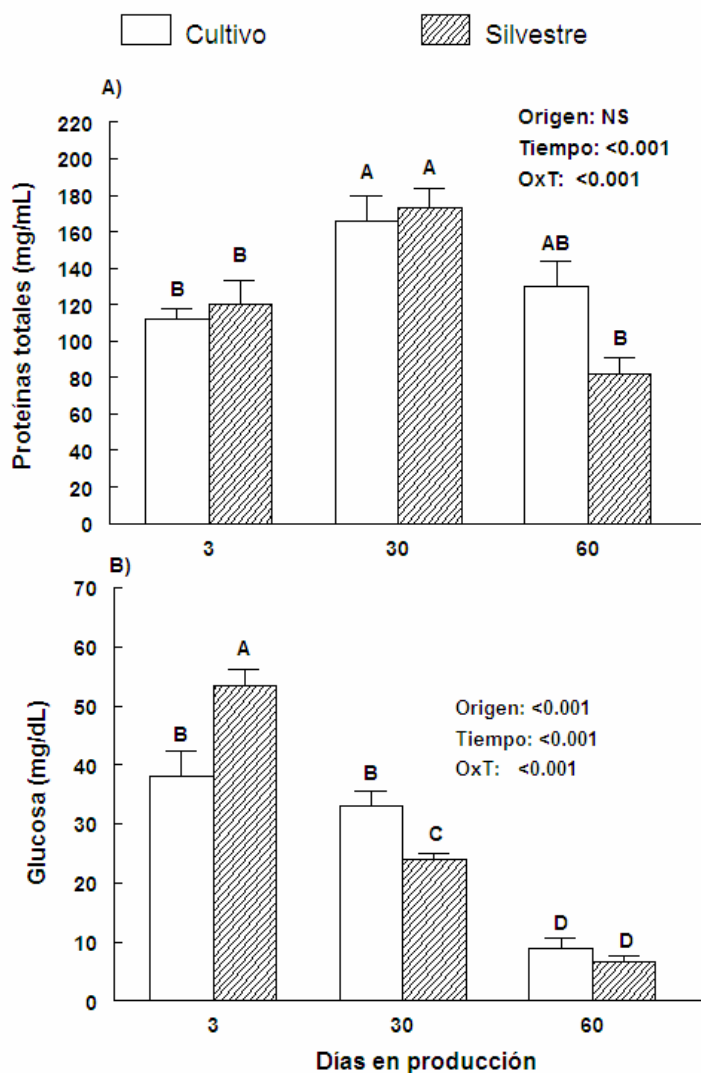 Cultivo
Silvestre
A)
Origen: NS
Tiempo: <0.001
OxT: <0.001
Proteínas totales (mg/mL)
220
200
180
160
140
120
100
80
60
40
20
0
B
B
A
A
AB
B
3
30
60
B)
Origen: <0.001
Tiempo: <0.001
OxT: <0.001
Glucosa (mg/dL)
70
60
50
40
30
20
10
0
B
A
B
C
D
D
3
30
60
Días en producción